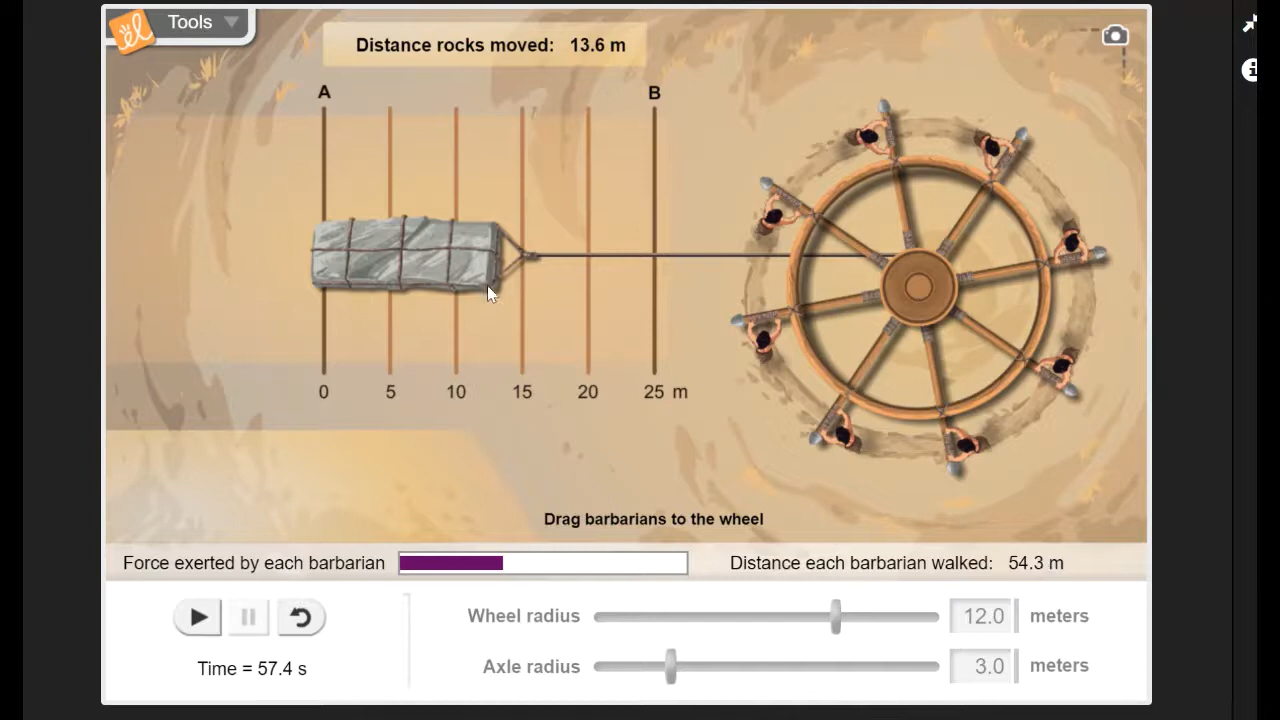 Tools
Distance rocks moved: 13.6 m
A B
0 5 10 15 20 25 m
Drag barbarians to the wheel
Force exerted by each barbarian Distance each barbarian walked: 54.3 m
Wheel radius 12.0 meters
Time = 57.4 s Axle radius 3.0 meters